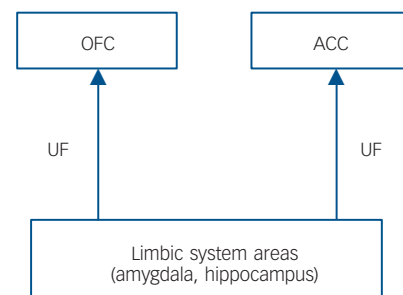 OFC
ACC
UF
UF
Limbic system areas
(amygdala, hippocampus)